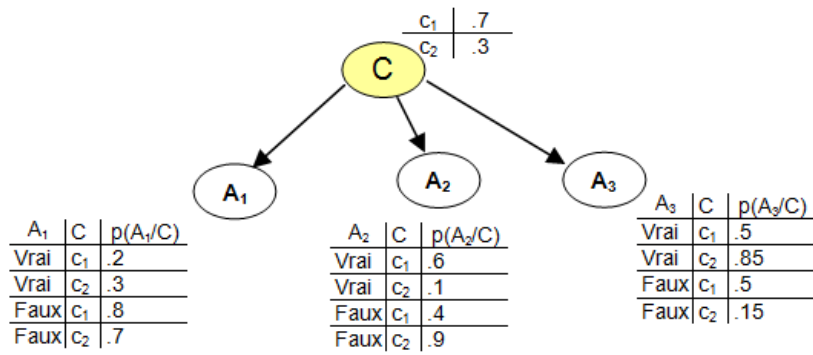 c₁ .7
c₂ .3
C
A₁
A₂
A₃
A₁ C p(A₁/C)
Vrai c₁ .2
Vrai c₂ .3
Faux c₁ .8
Faux c₂ .7
A₂ C p(A₂/C)
Vrai c₁ .6
Vrai c₂ .1
Faux c₁ .4
Faux c₂ .9
A₃ C p(A₃/C)
Vrai c₁ .5
Vrai c₂ .85
Faux c₁ .5
Faux c₂ .15